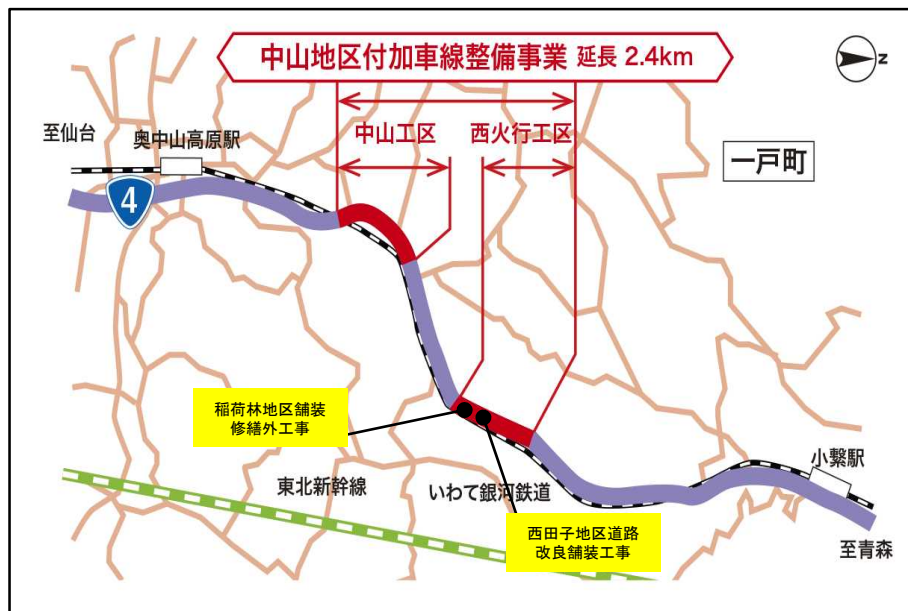 中山地区付加車線整備事業 延長 2.4km
N
中山工区
西火行工区
至仙台
奥中山高原駅
一戸町
4
稲荷林地区舗装
修繕外工事
東北新幹線
いわて銀河鉄道
小繋駅
西田子地区道路
改良舗装工事
至青森